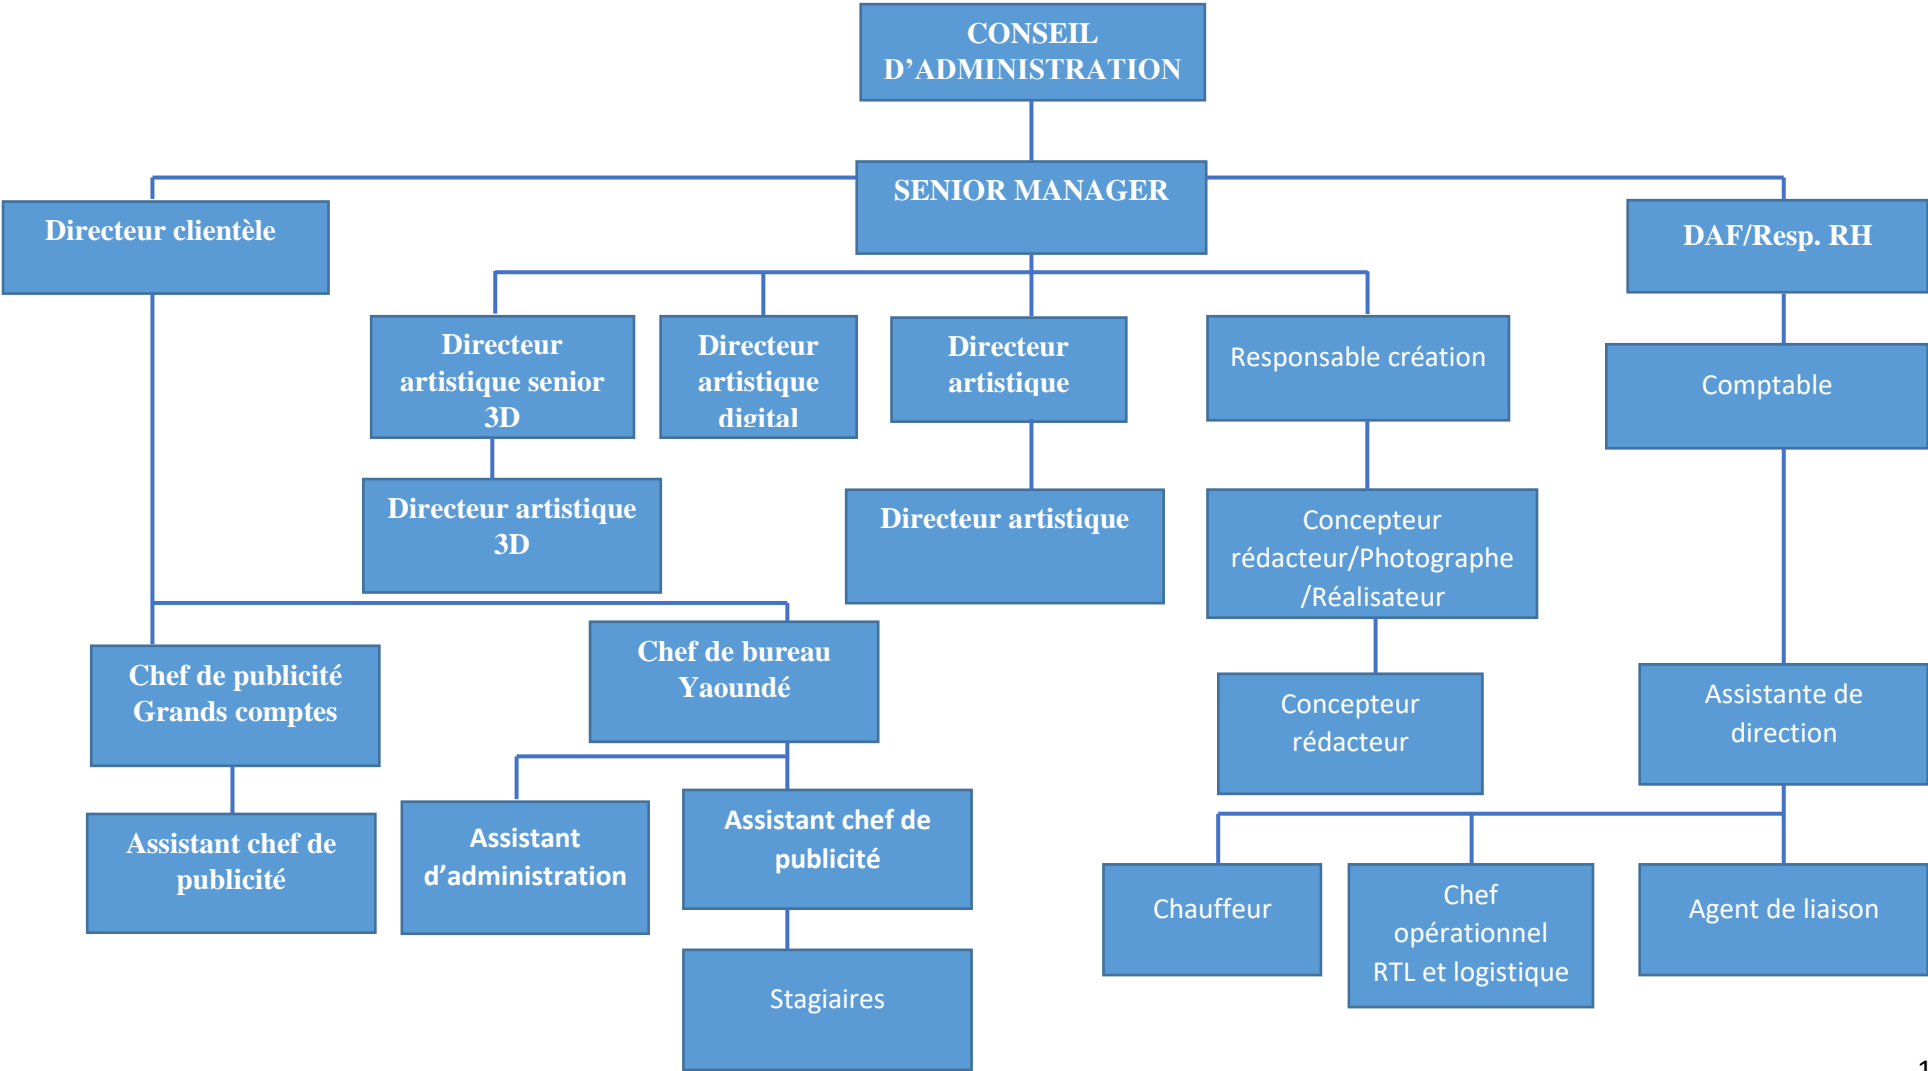 CONSEIL
D’ADMINISTRATION
SENIOR MANAGER
Directeur clientèle
DAF/Resp. RH
Directeur
artistique senior
3D
Directeur
artistique
digital
Directeur
artistique
Responsable création
Comptable
Directeur artistique
3D
Directeur artistique
Concepteur
rédacteur/Photographe
/Réalisateur
Chef de publicité
Grands comptes
Chef de bureau
Yaoundé
Concepteur
rédacteur
Assistante de
direction
Assistant chef de
publicité
Assistant
d’administration
Assistant chef de
publicité
Chauffeur
Chef
opérationnel
RTL et logistique
Agent de liaison
Stagiaires
1